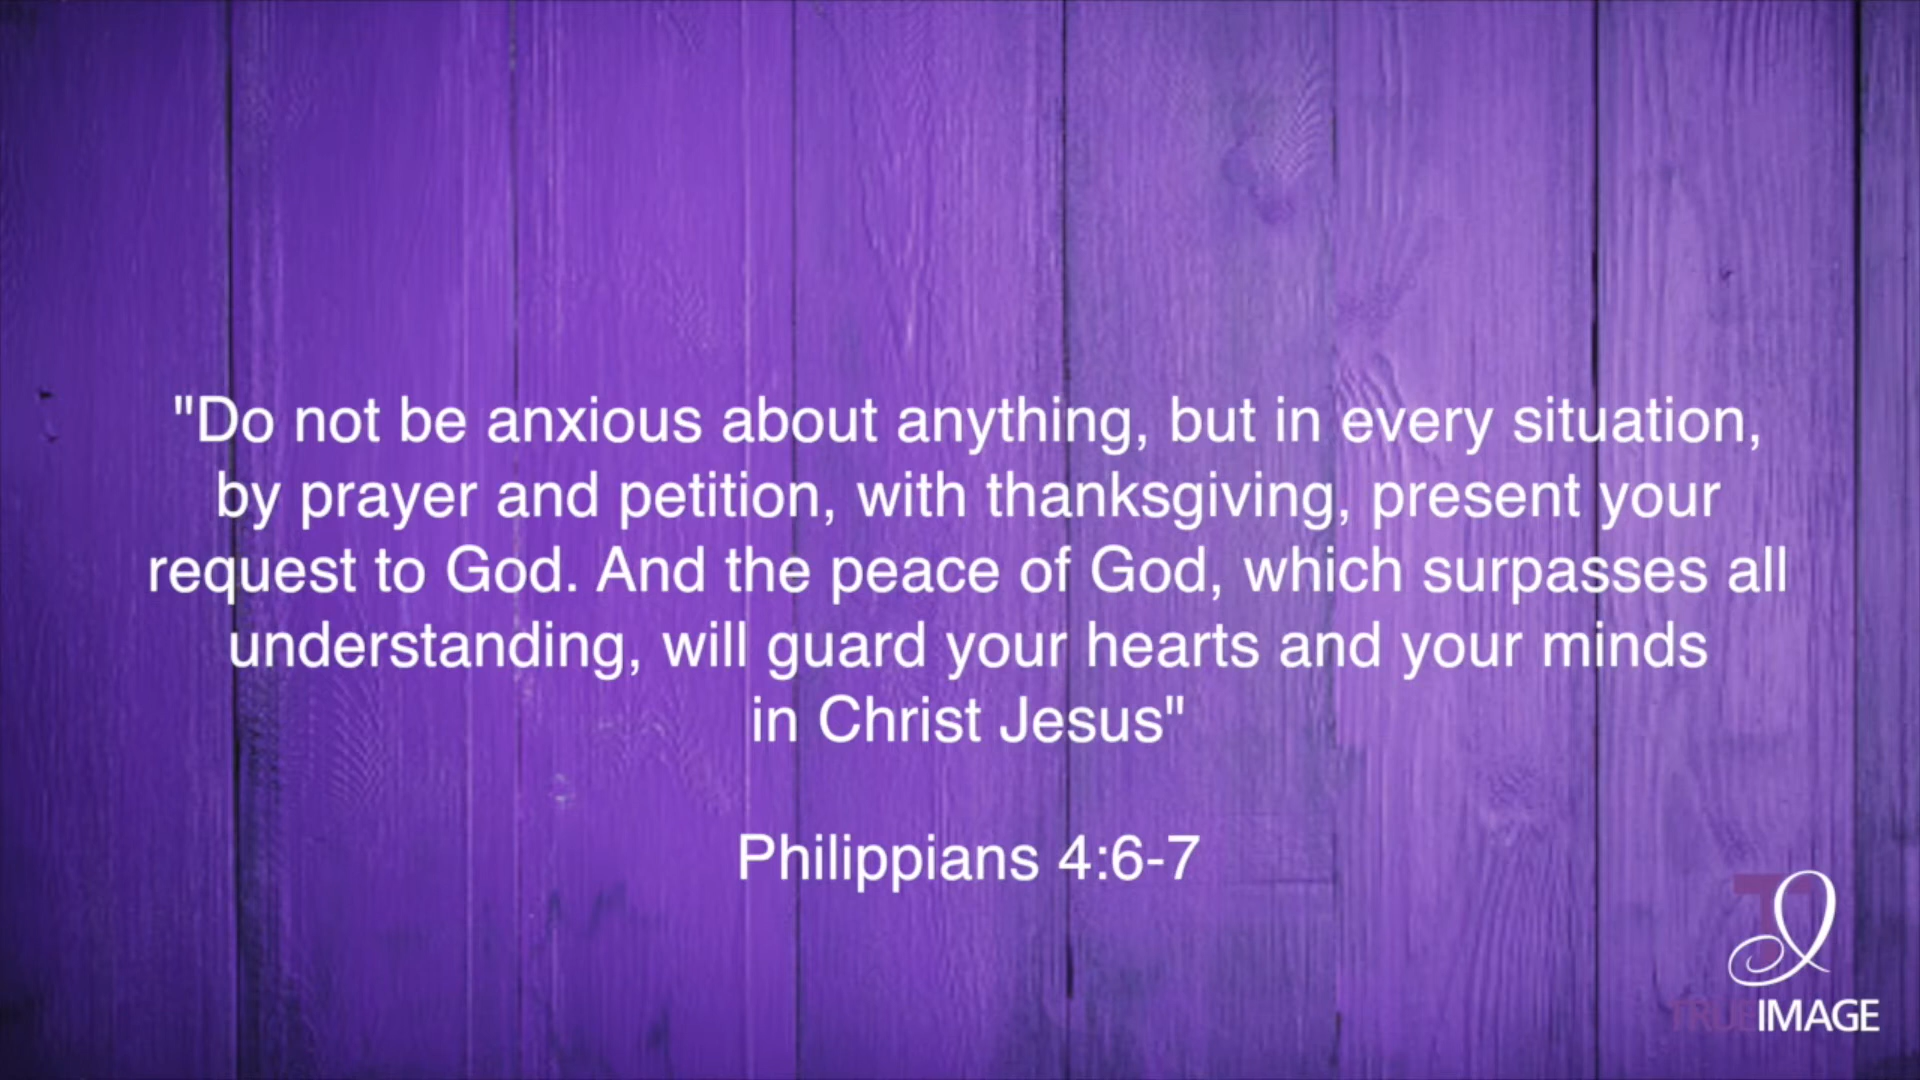 "Do not be anxious about anything, but in every situation,
by prayer and petition, with thanksgiving, present your
request to God. And the peace of God, which surpasses all
understanding, will guard your hearts and your minds
in Christ Jesus"
Philippians 4:6-7
TI
TRUEIMAGE